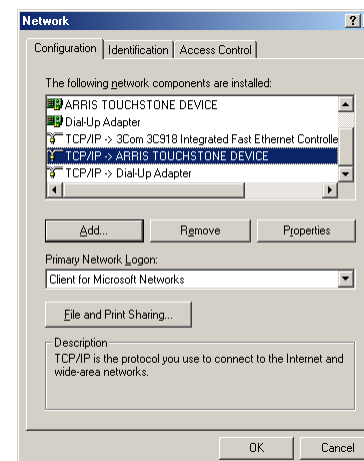 Network
?
Configuration Identification Access Control
The following network components are installed:
ARRIS TOUCHSTONE DEVICE
Dial-Up Adapter
TCP/IP -> 3Com 3C918 Integrated Fast Ethernet Controlle
TCP/IP -> ARRIS TOUCHSTONE DEVICE
TCP/IP -> Dial-Up Adapter
Add... Remove Properties
Primary Network Logon:
Client for Microsoft Networks
File and Print Sharing...
Description
TCP/IP is the protocol you use to connect to the Internet and
wide-area networks.
OK Cancel